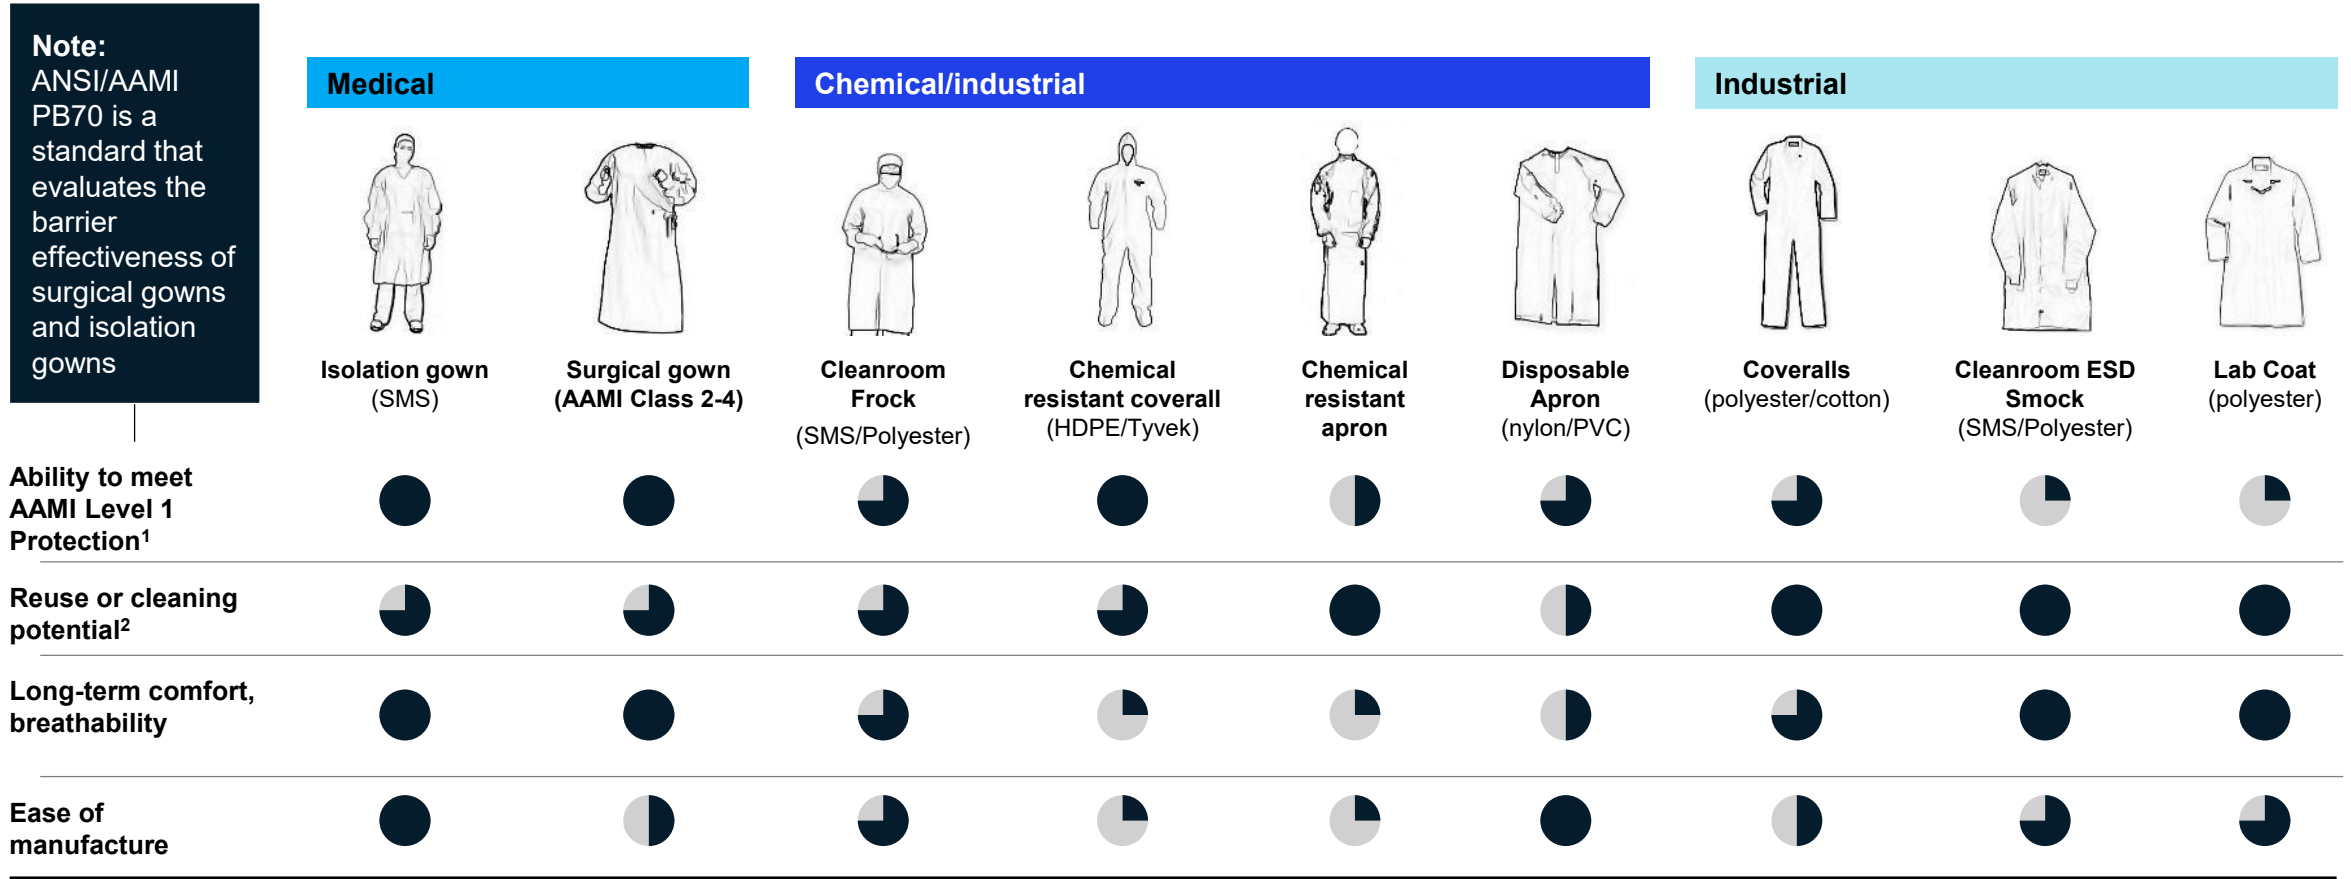 Note:
ANSI/AAMI
PB70 is a
standard that
evaluates the
barrier
effectiveness of
surgical gowns
and isolation
gowns
Medical
Chemical/industrial
Industrial
Isolation gown
(SMS)
Surgical gown
(AAMI Class 2-4)
Cleanroom
Frock
(SMS/Polyester)
Chemical
resistant coverall
(HDPE/Tyvek)
Chemical
resistant
apron
Disposable
Apron
(nylon/PVC)
Coveralls
(polyester/cotton)
Cleanroom ESD
Smock
(SMS/Polyester)
Lab Coat
(polyester)
Ability to meet
AAMI Level 1
Protection¹
Reuse or cleaning
potential²
Long-term comfort,
breathability
Ease of
manufacture